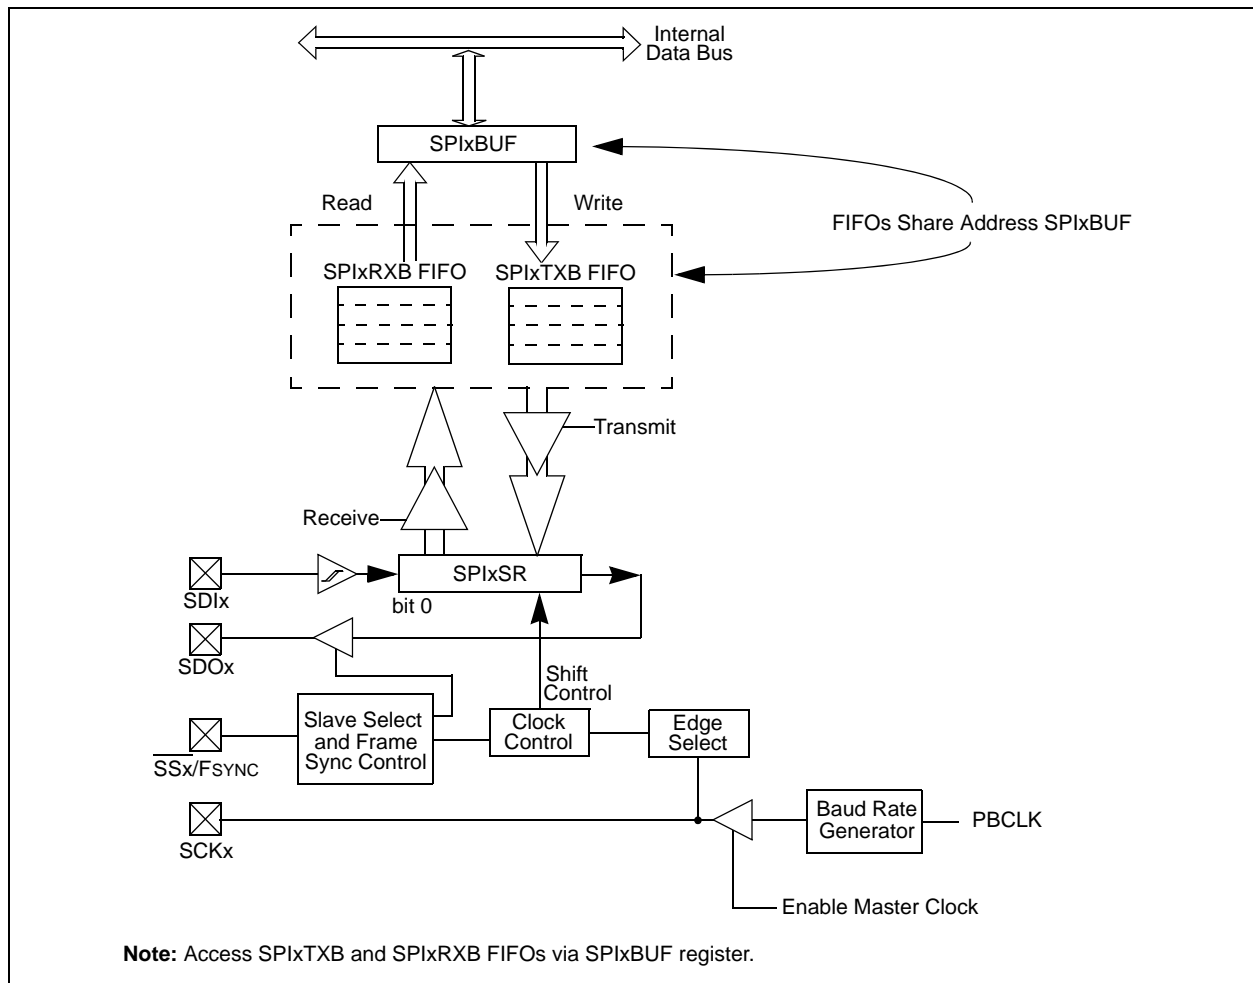 Internal
Data Bus
SPIxBUF
Read
Write
FIFOs Share Address SPIxBUF
SPIxRXB FIFO
SPIxTXB FIFO
Transmit
Receive
SPIxSR
SDIx
bit 0
SDOx
Shift
Control
Slave Select
and Frame
Sync Control
Clock
Control
Edge
Select
SSx/FSYNC
Baud Rate
Generator
PBCLK
SCKx
Enable Master Clock
Note: Access SPIxTXB and SPIxRXB FIFOs via SPIxBUF register.